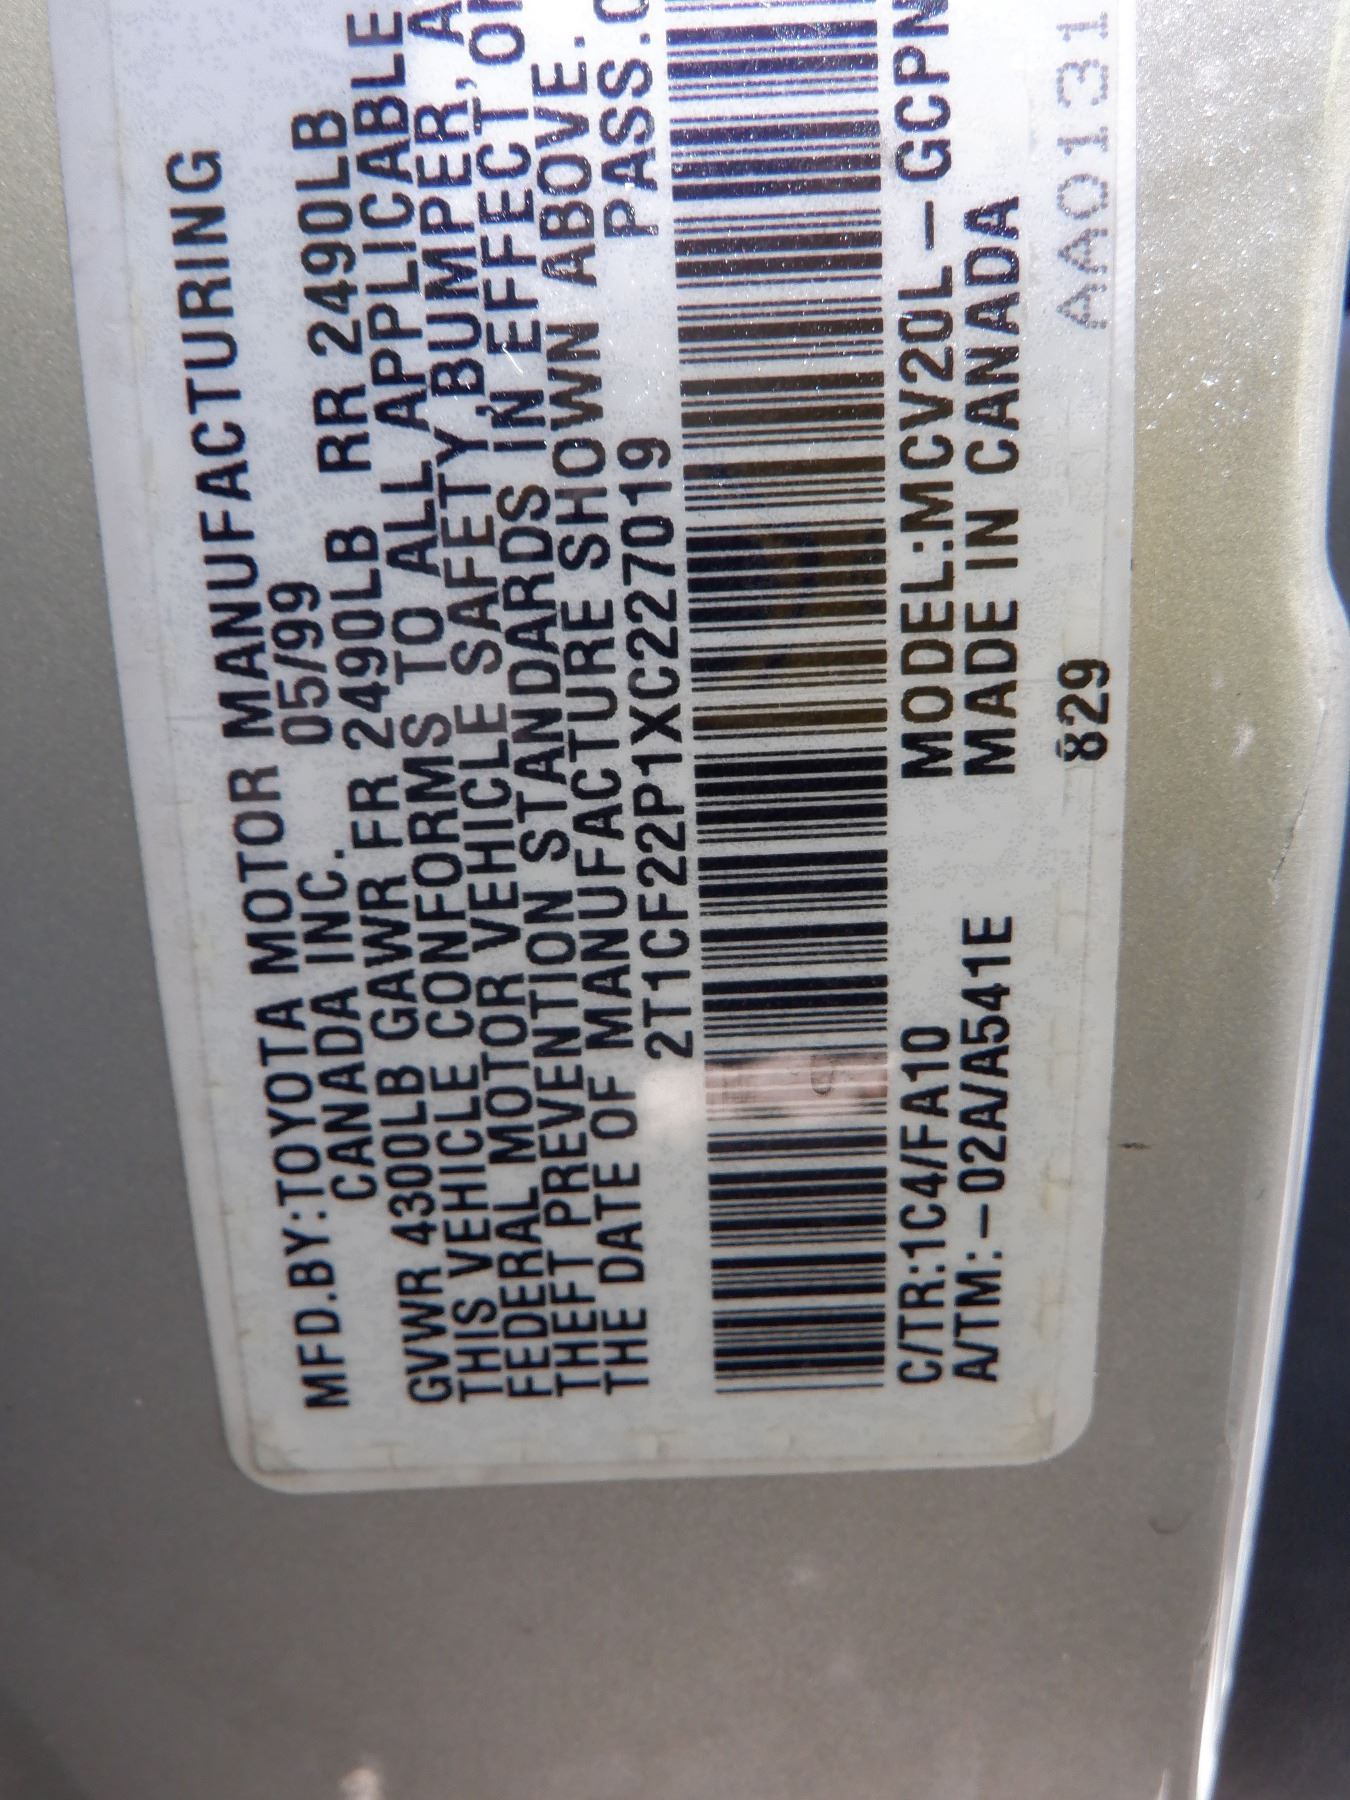 MFD.BY:TOYOTA MOTOR MANUFACTURING
CANADA INC. 05/99
GVWR 4300LB GAWR FR 2490LB RR 2490LB
THIS VEHICLE CONFORMS TO ALL APPLICABLE
FEDERAL MOTOR VEHICLE SAFETY, BUMPER, A
THEFT PREVENTION STANDARDS IN EFFECT O
THE DATE OF MANUFACTURE SHOWN ABOVE.
2T1CF22P1XC227019 PASS.C
C/TR:1C4/FA10 MODEL:MCV20L-GCPN
A/TM:-02A/A541E MADE IN CANADA
829 AA0131